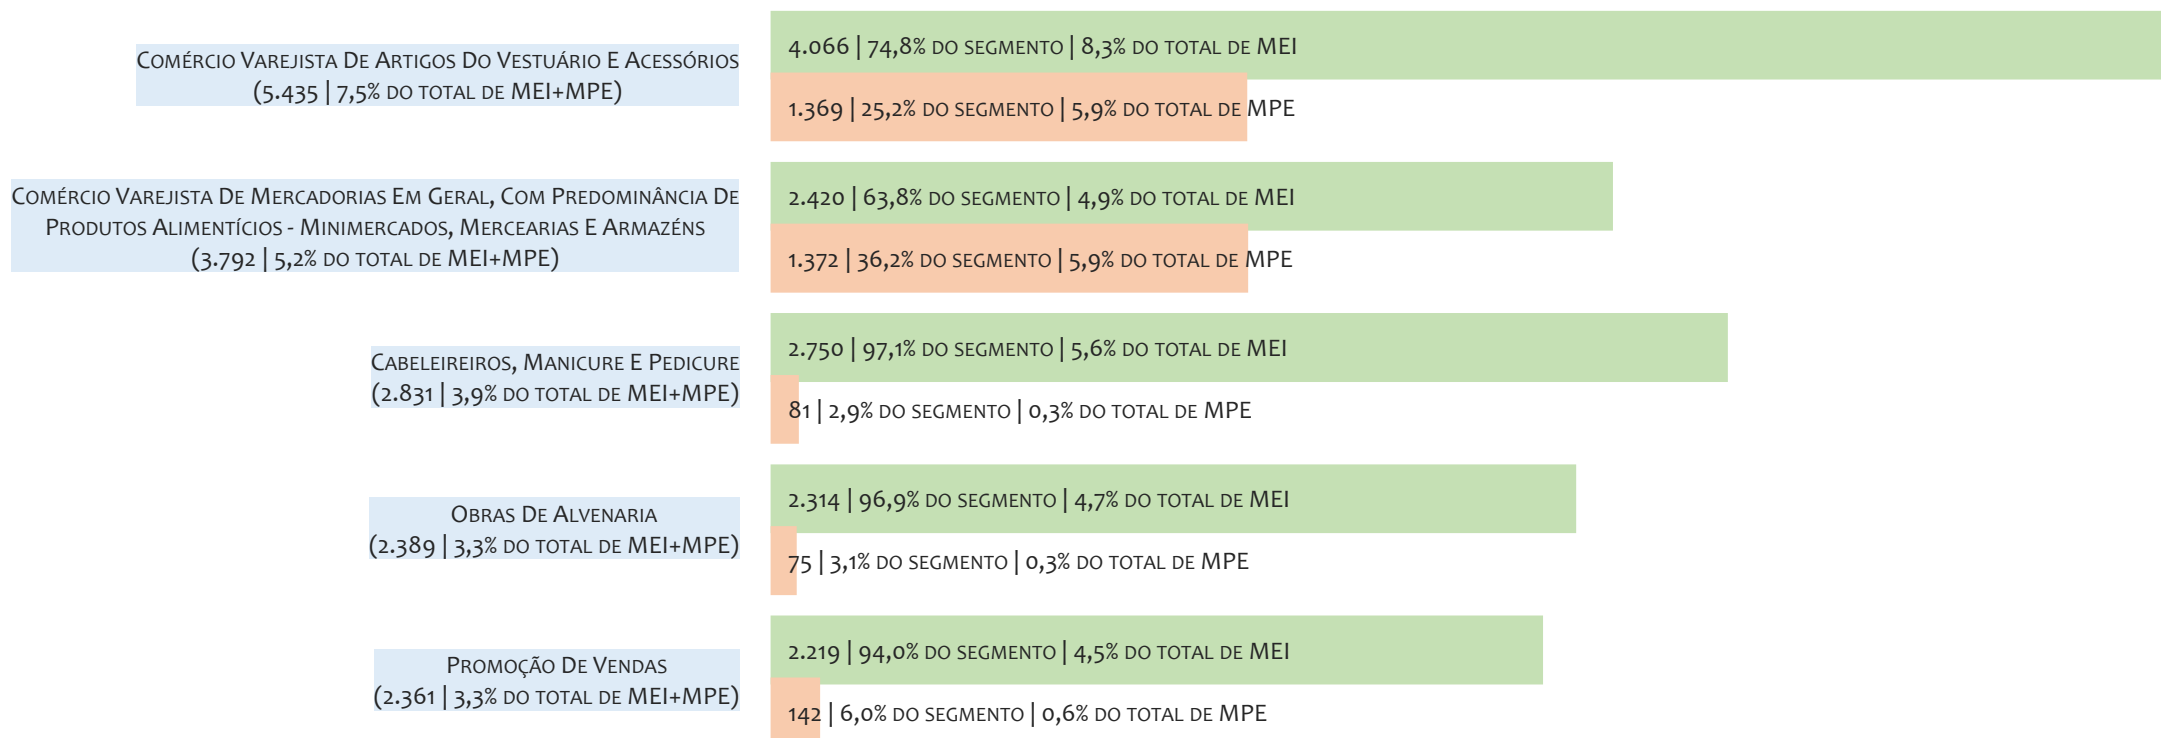 Comércio Varejista De Artigos Do Vestuário E Acessórios
(5.435 | 7,5% do total de MEI+MPE)
4.066 | 74,8% do segmento | 8,3% do total de MEI
1.369 | 25,2% do segmento | 5,9% do total de MPE
Comércio Varejista De Mercadorias Em Geral, Com Predominância De
Produtos Alimentícios - Minimercados, Mercearias E Armazéns
(3.792 | 5,2% do total de MEI+MPE)
2.420 | 63,8% do segmento | 4,9% do total de MEI
1.372 | 36,2% do segmento | 5,9% do total de MPE
Cabeleireiros, Manicure E Pedicure
(2.831 | 3,9% do total de MEI+MPE)
2.750 | 97,1% do segmento | 5,6% do total de MEI
81 | 2,9% do segmento | 0,3% do total de MPE
Obras De Alvenaria
(2.389 | 3,3% do total de MEI+MPE)
2.314 | 96,9% do segmento | 4,7% do total de MEI
75 | 3,1% do segmento | 0,3% do total de MPE
Promoção De Vendas
(2.361 | 3,3% do total de MEI+MPE)
2.219 | 94,0% do segmento | 4,5% do total de MEI
142 | 6,0% do segmento | 0,6% do total de MPE